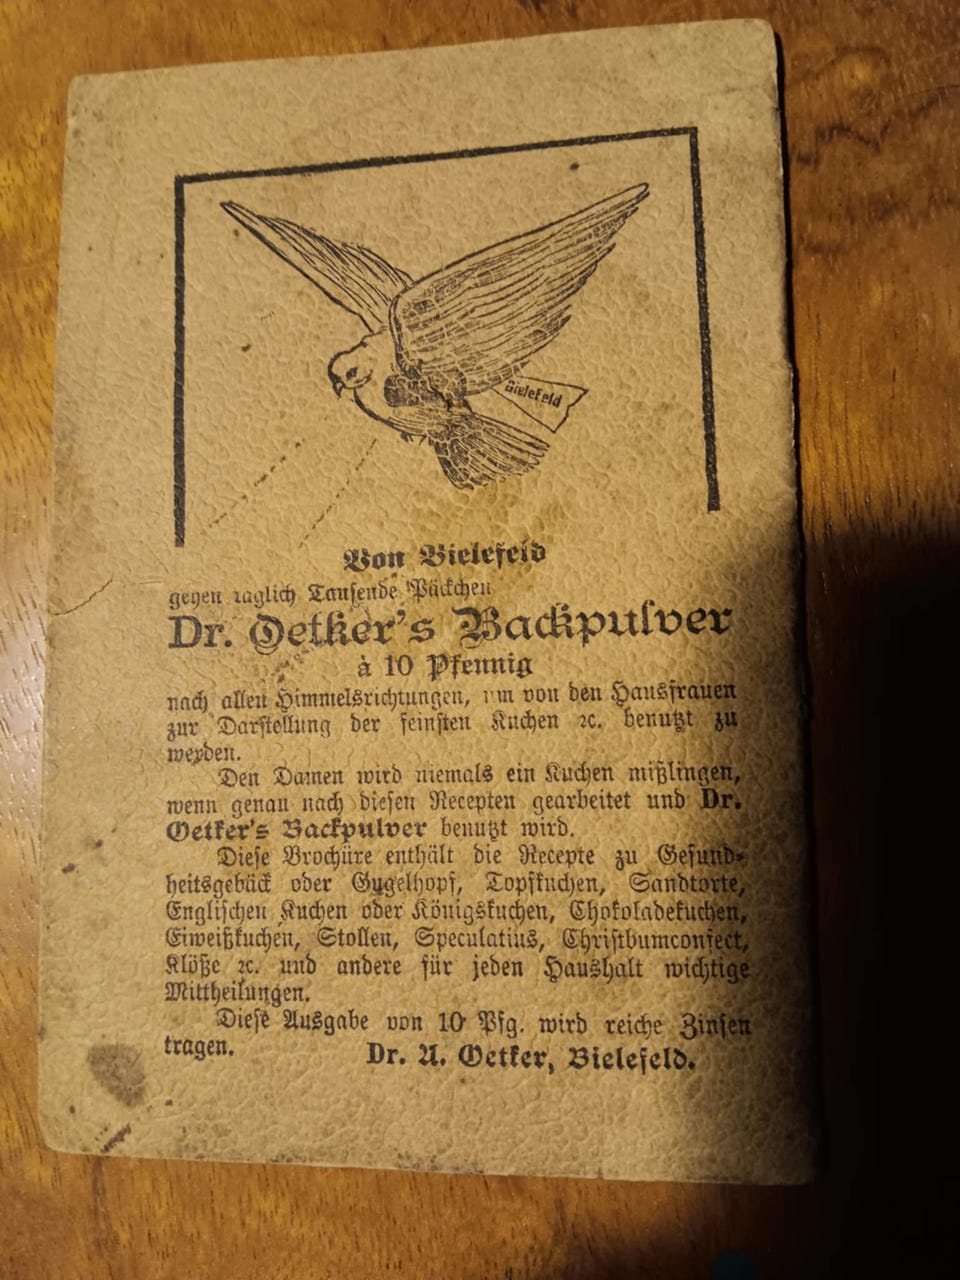 Bielefeld
Von Bielefeld
gehen täglich Tausende Päckchen
Dr. Oetker's Backpulver
à 10 Pfennig
nach allen Himmelsrichtungen, um von den Hausfrauen
zur Darstellung der feinsten Kuchen ꝛc. benutzt zu
werden.
Den Damen wird niemals ein Kuchen mißlingen,
wenn genau nach diesen Recepten gearbeitet und Dr.
Oetker's Backpulver benutzt wird.
Diese Brochüre enthält die Recepte zu Gesund-
heitsgebäck oder Gugelhopf, Topfkuchen, Sandtorte,
Englischen Kuchen oder Königskuchen, Chokoladekuchen,
Eiweißkuchen, Stollen, Speculatius, Christbumconfect,
Klöße ꝛc. und andere für jeden Haushalt wichtige
Mittheilungen.
Diese Ausgabe von 10 Pfg. wird reiche Zinsen
tragen. Dr. A. Oetker, Bielefeld.